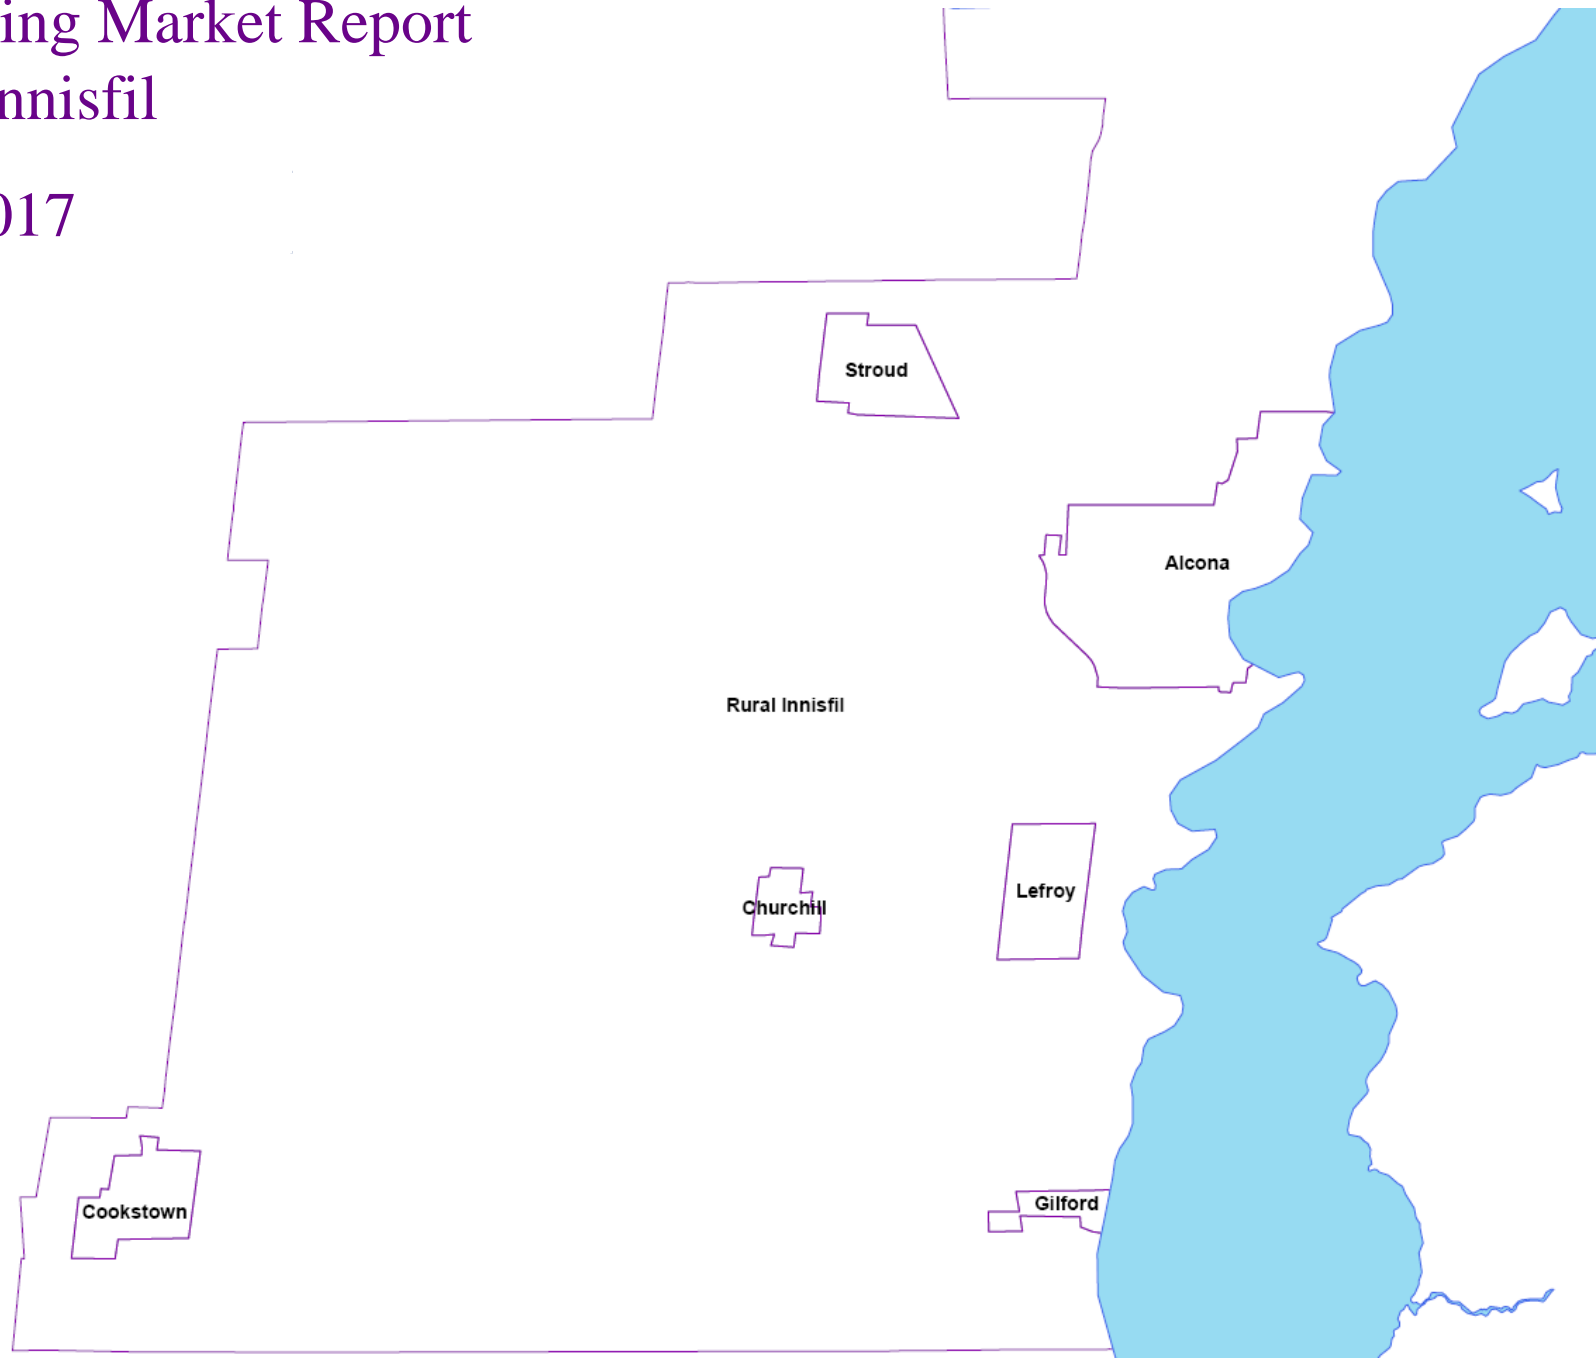 ing Market Report
nnisfil
017
Stroud
Alcona
Rural Innisfil
Lefroy
Churchill
Gilford
Cookstown